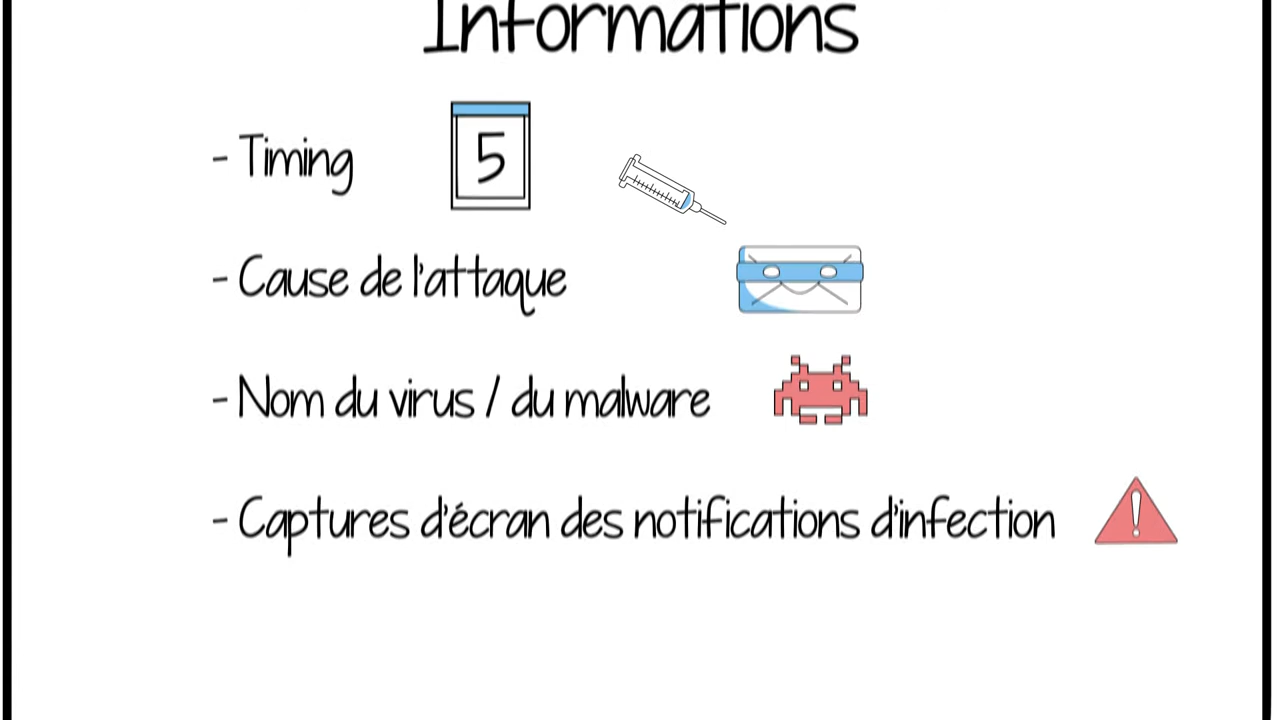 Informations
- Timing
5
- Cause de l'attaque
- Nom du virus / du malware
- Captures d'écran des notifications d'infection